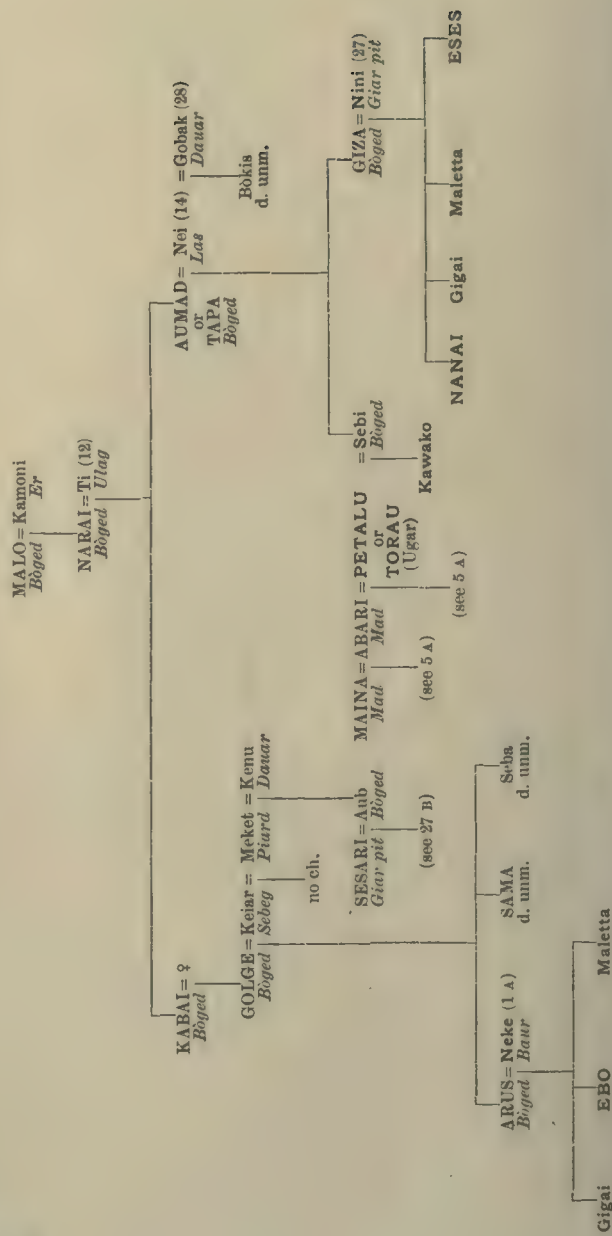 MALO = Kamoni
Bòged Er
NARAI = Ti (12)
Bòged Ulag
KABAI = ♀
Bòged
AUMAD = Nei (14) = Gobak (28)
or Las Dauar
TAPA
Bòged
Bòkis
d. unm.
GOLGE = Keiar = Meket = Kenu
Bòged Sebeg Piard Dauar
no ch.
= Sebi
Bòged
GIZA = Nini (27)
Bòged Giar pit
SESARI = Aub
Giar pit Bòged
(see 27 B)
MAINA = ABARI = PETALU
Mad Mad or
TORAU
(Ugar)
(see 5 A)
(see 5 A)
Kawako
NANAI Gigai Maletta ESES
ARUS = Neke (1 A)
Bòged Baur
SAMA
d. unm.
Seba
d. unm.
Gigai EBO Maletta